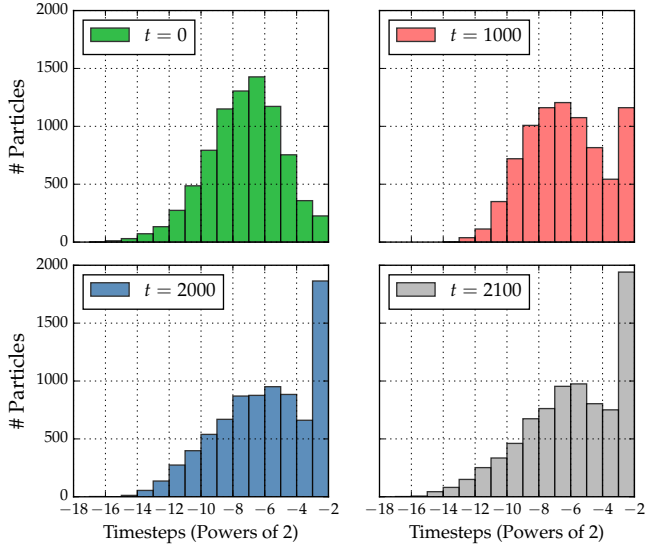 2000
1500
1000
500
0
# Particles
t = 0
t = 1000
2000
1500
1000
500
0
# Particles
t = 2000
t = 2100
−18 −16 −14 −12 −10 −8 −6 −4 −2
−18 −16 −14 −12 −10 −8 −6 −4 −2
Timesteps (Powers of 2)
Timesteps (Powers of 2)